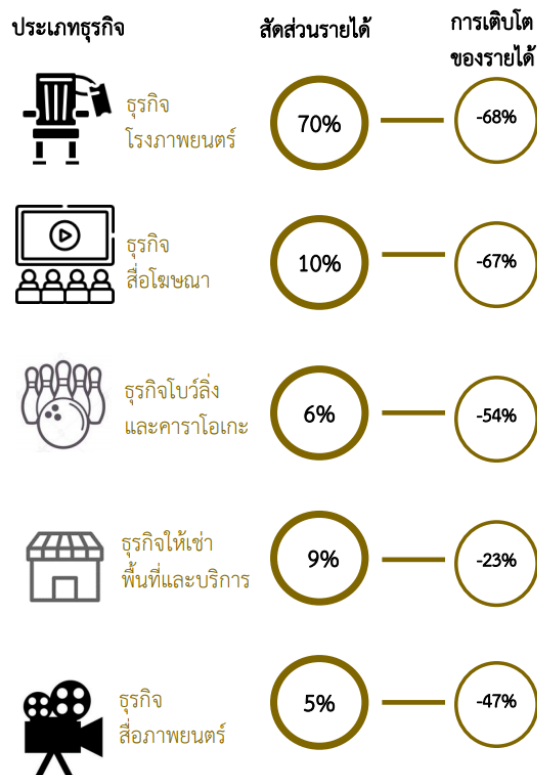 ประเภทธุรกิจ สัดส่วนรายได้ การเติบโต
ของรายได้
ธุรกิจ
โรงภาพยนตร์ 70% -68%
ธุรกิจ
สื่อโฆษณา 10% -67%
ธุรกิจโบว์ลิ่ง
และคาราโอเกะ 6% -54%
ธุรกิจให้เช่า
พื้นที่และบริการ 9% -23%
ธุรกิจ
สื่อภาพยนตร์ 5% -47%